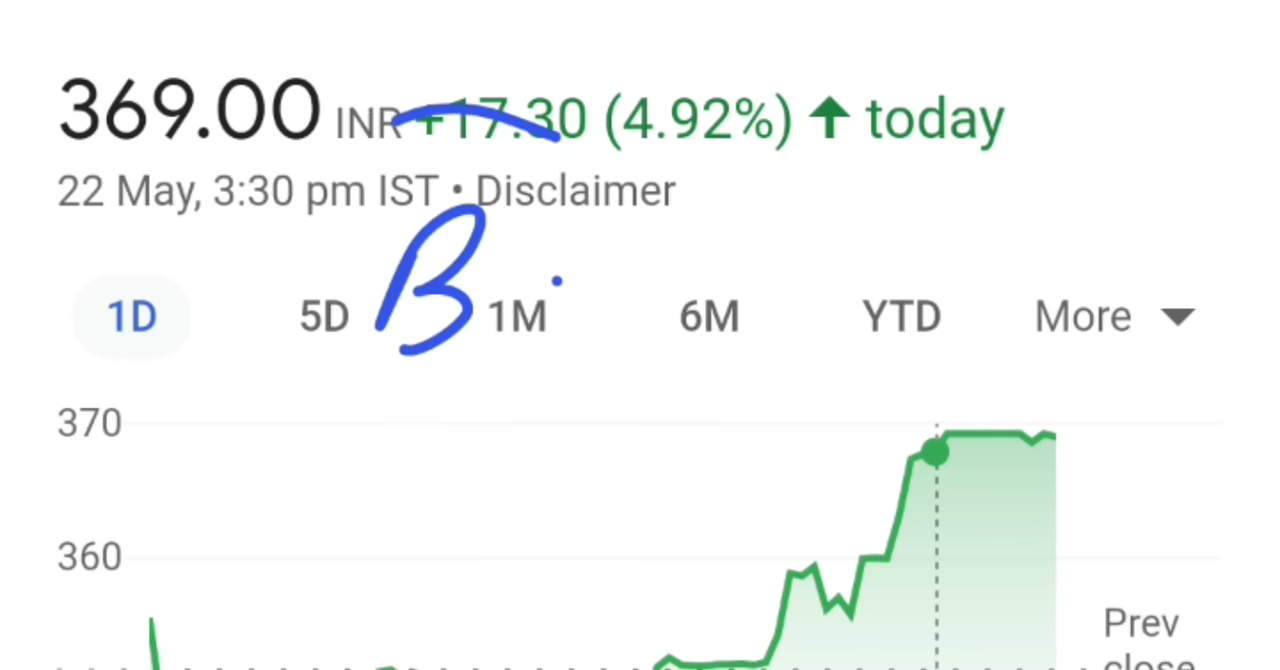 369.00 INR +17.30 (4.92%) ↑ today
22 May, 3:30 pm IST • Disclaimer
B
1D 5D 1M 6M YTD More
370
360
Prev
close